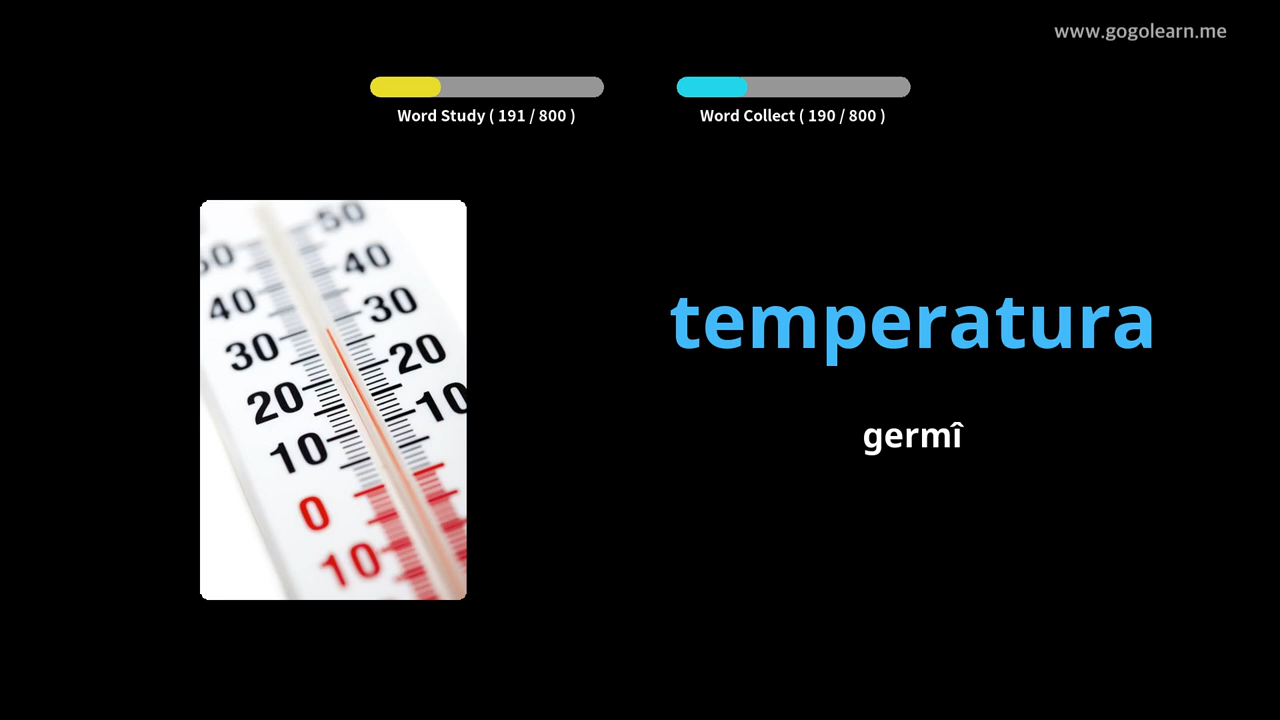 www.gogolearn.me
Word Study ( 191 / 800 )
Word Collect ( 190 / 800 )
50
40
40
30
30
20
20
10
10
0
10
temperatura
germî